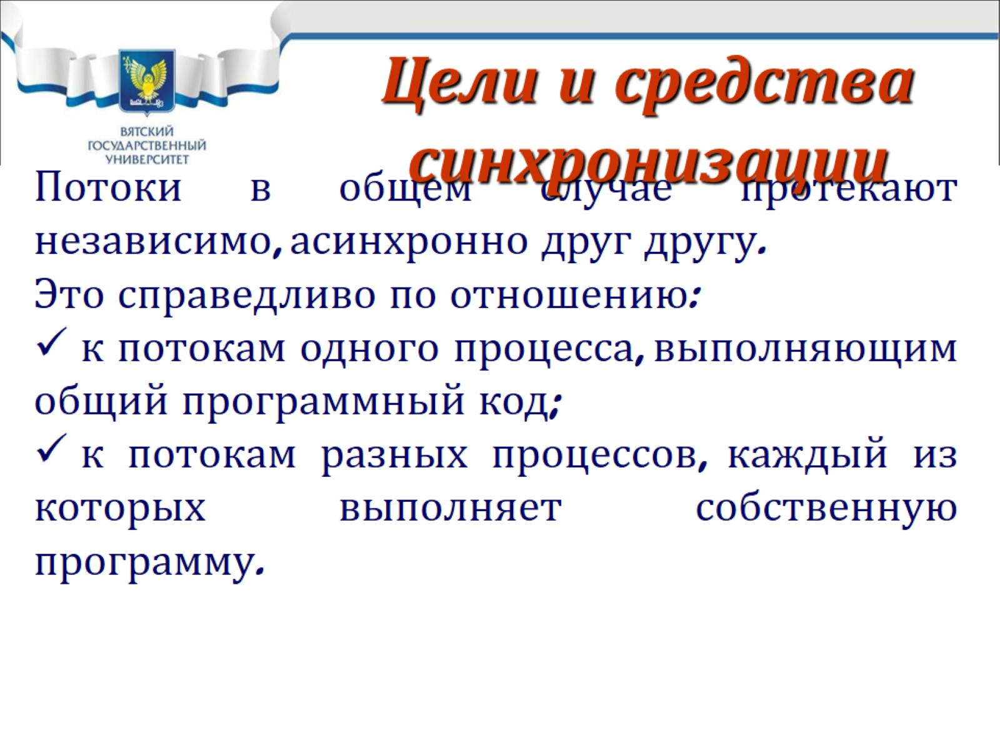 Цели и средства
синхронизации
ВЯТСКИЙ
ГОСУДАРСТВЕННЫЙ
УНИВЕРСИТЕТ
Потоки в общем случае протекают
независимо, асинхронно друг другу.
Это справедливо по отношению:
✓ к потокам одного процесса, выполняющим
общий программный код;
✓ к потокам разных процессов, каждый из
которых выполняет собственную
программу.